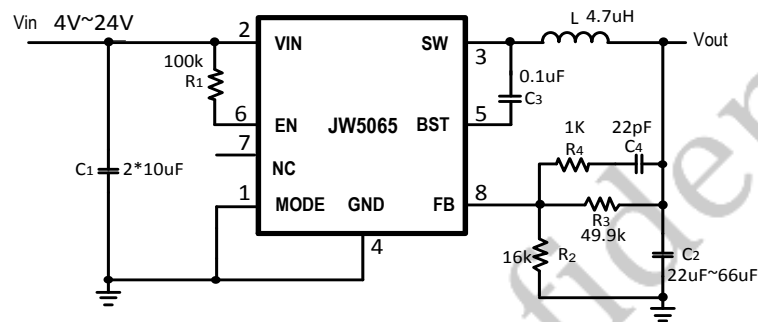 Vin 4V~24V
2 VIN SW 3
L 4.7uH
Vout
100k
R1
0.1uF
C3
6 EN JW5065 BST 5
7
NC
1K 22pF
R4 C4
C1 2*10uF
1 MODE GND FB 8
R3
49.9k
4
16k R2
C2
22uF~66uF